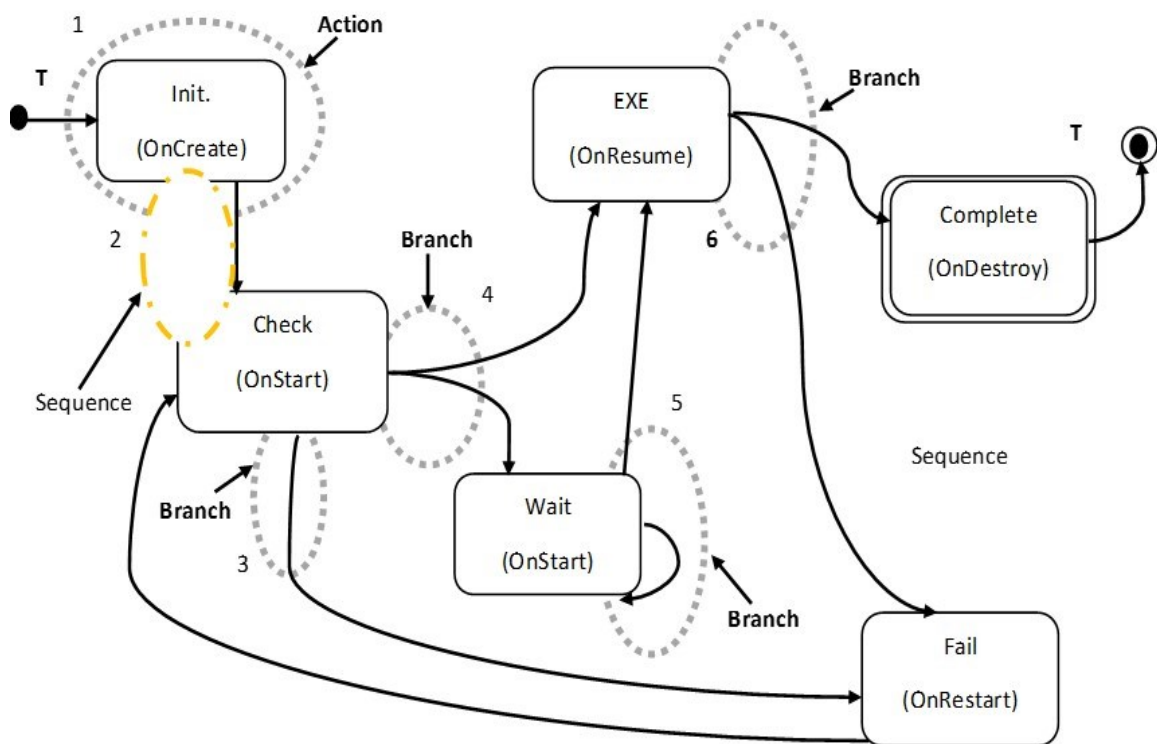 1
Action
T
Init.
(OnCreate)
2
Sequence
Check
(OnStart)
Branch
4
Branch
3
Wait
(OnStart)
5
Branch
EXE
(OnResume)
6
Branch
T
Complete
(OnDestroy)
Sequence
Fail
(OnRestart)